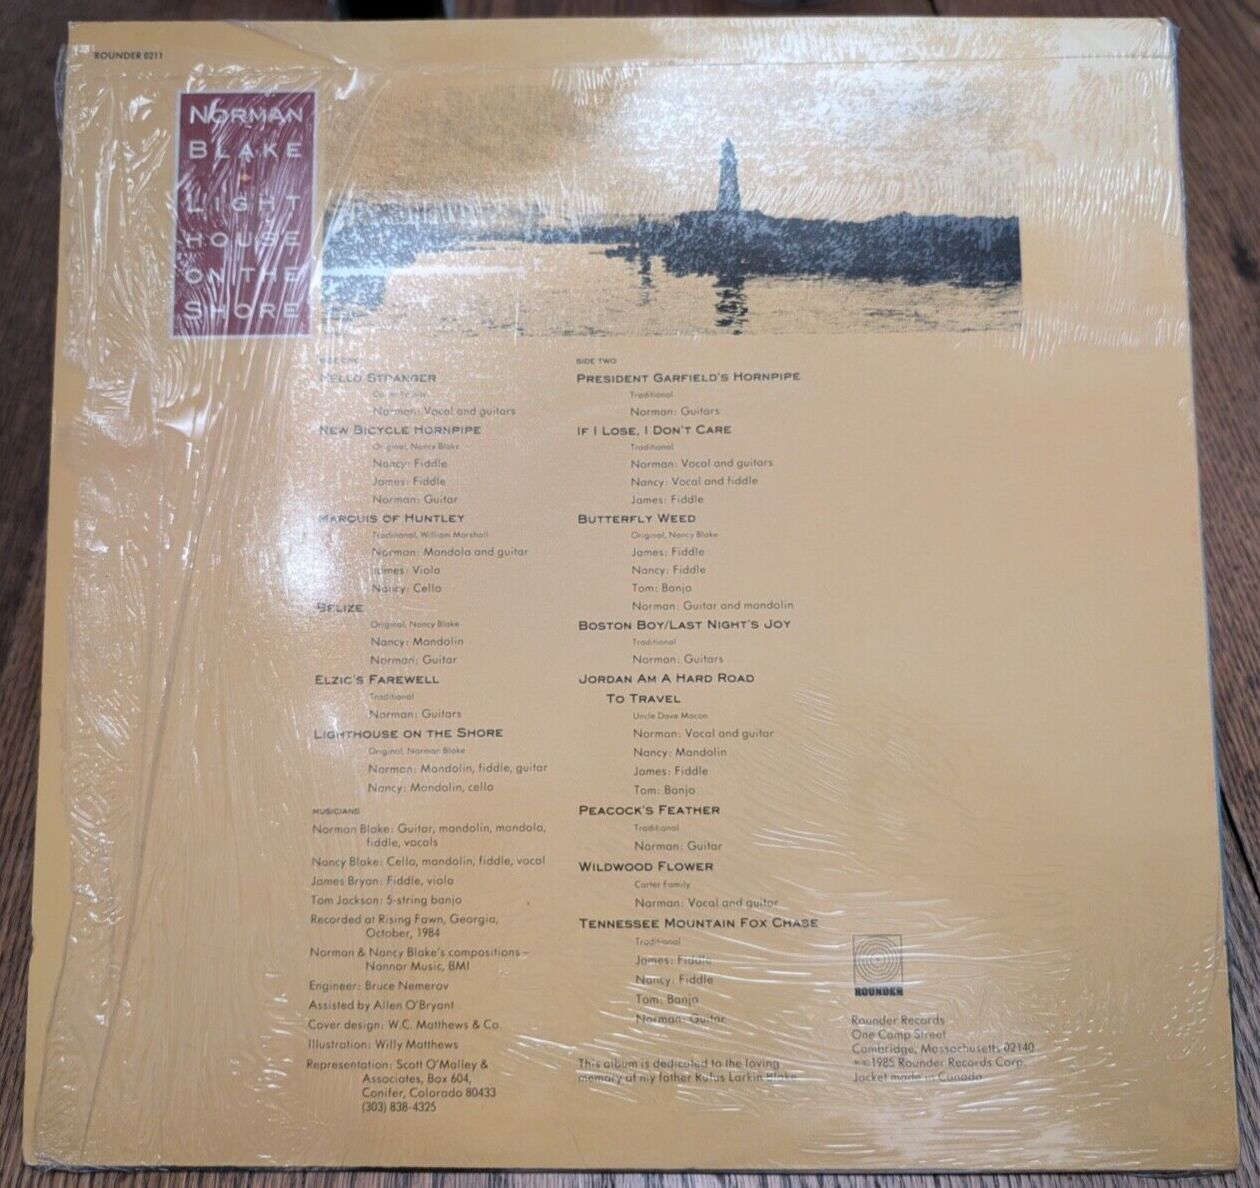 ROUNDER 0211
NORMAN
BLAKE
LIGHT
HOUSE
ON THE
SHORE
SIDE ONE
HELLO STRANGER
Norman: Vocal and guitars
NEW BICYCLE HORNPIPE
Original, Nancy Blake
Nancy: Fiddle
James: Fiddle
Norman: Guitar
MARQUIS OF HUNTLEY
Traditional, William Marshall
Norman: Mandola and guitar
James: Viola
Nancy: Cello
BELIZE
Original, Nancy Blake
Nancy: Mandolin
Norman: Guitar
ELZIC'S FAREWELL
Traditional
Norman: Guitars
LIGHTHOUSE ON THE SHORE
Original, Norman Blake
Norman: Mandolin, fiddle, guitar
Nancy: Mandolin, cello
MUSICIANS
Norman Blake: Guitar, mandolin, mandola,
fiddle, vocals
Nancy Blake: Cello, mandolin, fiddle, vocal
James Bryan: Fiddle, viola
Tom Jackson: 5-string banjo
Recorded at Rising Fawn, Georgia,
October, 1984
Norman & Nancy Blake's compositions –
Nannor Music, BMI
Engineer: Bruce Nemerov
Assisted by Allen O'Bryant
Cover design: W.C. Matthews & Co.
Illustration: Willy Matthews
Representation: Scott O'Malley &
Associates, Box 604,
Conifer, Colorado 80433
(303) 838-4325
SIDE TWO
PRESIDENT GARFIELD'S HORNPIPE
Traditional
Norman: Guitars
IF I LOSE, I DON'T CARE
Traditional
Norman: Vocal and guitars
Nancy: Vocal and fiddle
James: Fiddle
BUTTERFLY WEED
Original, Nancy Blake
James: Fiddle
Nancy: Fiddle
Tom: Banjo
Norman: Guitar and mandolin
BOSTON BOY/LAST NIGHT'S JOY
Traditional
Norman: Guitars
JORDAN AM A HARD ROAD
TO TRAVEL
Uncle Dave Macon
Norman: Vocal and guitar
Nancy: Mandolin
James: Fiddle
Tom: Banjo
PEACOCK'S FEATHER
Traditional
Norman: Guitar
WILDWOOD FLOWER
Carter Family
Norman: Vocal and guitar
TENNESSEE MOUNTAIN FOX CHASE
Traditional
James: Fiddle
Nancy: Fiddle
Tom: Banjo
Norman: Guitar
This album is dedicated to the loving
memory of my father Rufus Larkin Blake
ROUNDER
Rounder Records
One Camp Street
Cambridge, Massachusetts 02140
℗ © 1985 Rounder Records Corp.
Jacket made in Canada